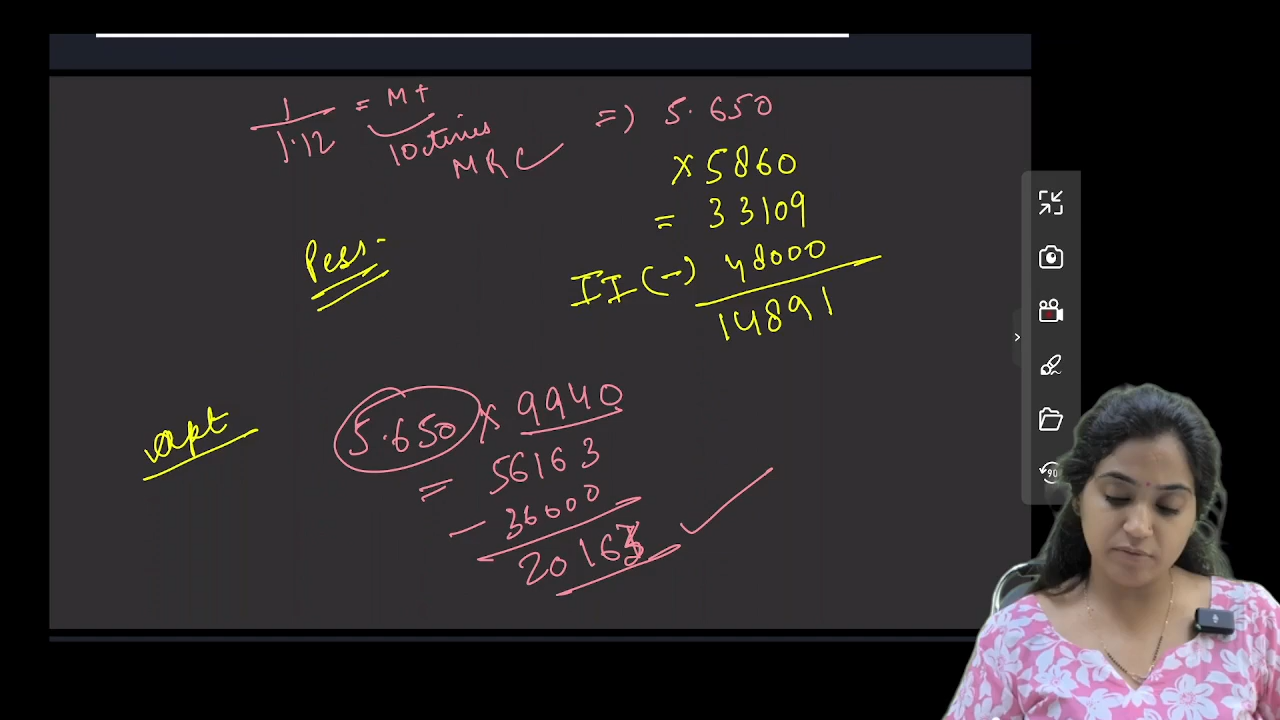 1/1.12 = M+ => 5.650
10 times
MRC
× 5860
= 33109
Pess.
II (-) 48000
14891
opt
5.650 × 9940
= 56163
- 36000
20163
90